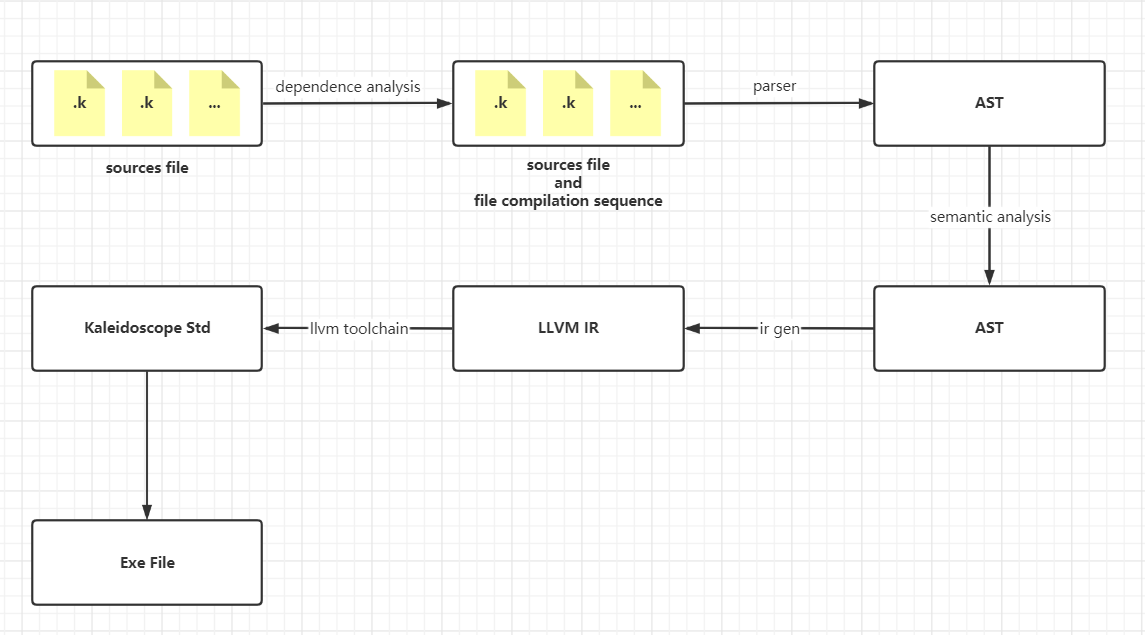 .k
.k
...
sources file
dependence analysis
.k
.k
...
sources file
and
file compilation sequence
parser
AST
semantic analysis
AST
ir gen
LLVM IR
llvm toolchain
Kaleidoscope Std
Exe File